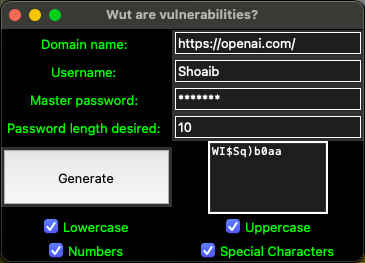 Wut are vulnerabilities?
Domain name: https://openai.com/
Username: Shoaib
Master password: *******
Password length desired: 10
Generate WI$Sq)b0aa
Lowercase Uppercase
Numbers Special Characters